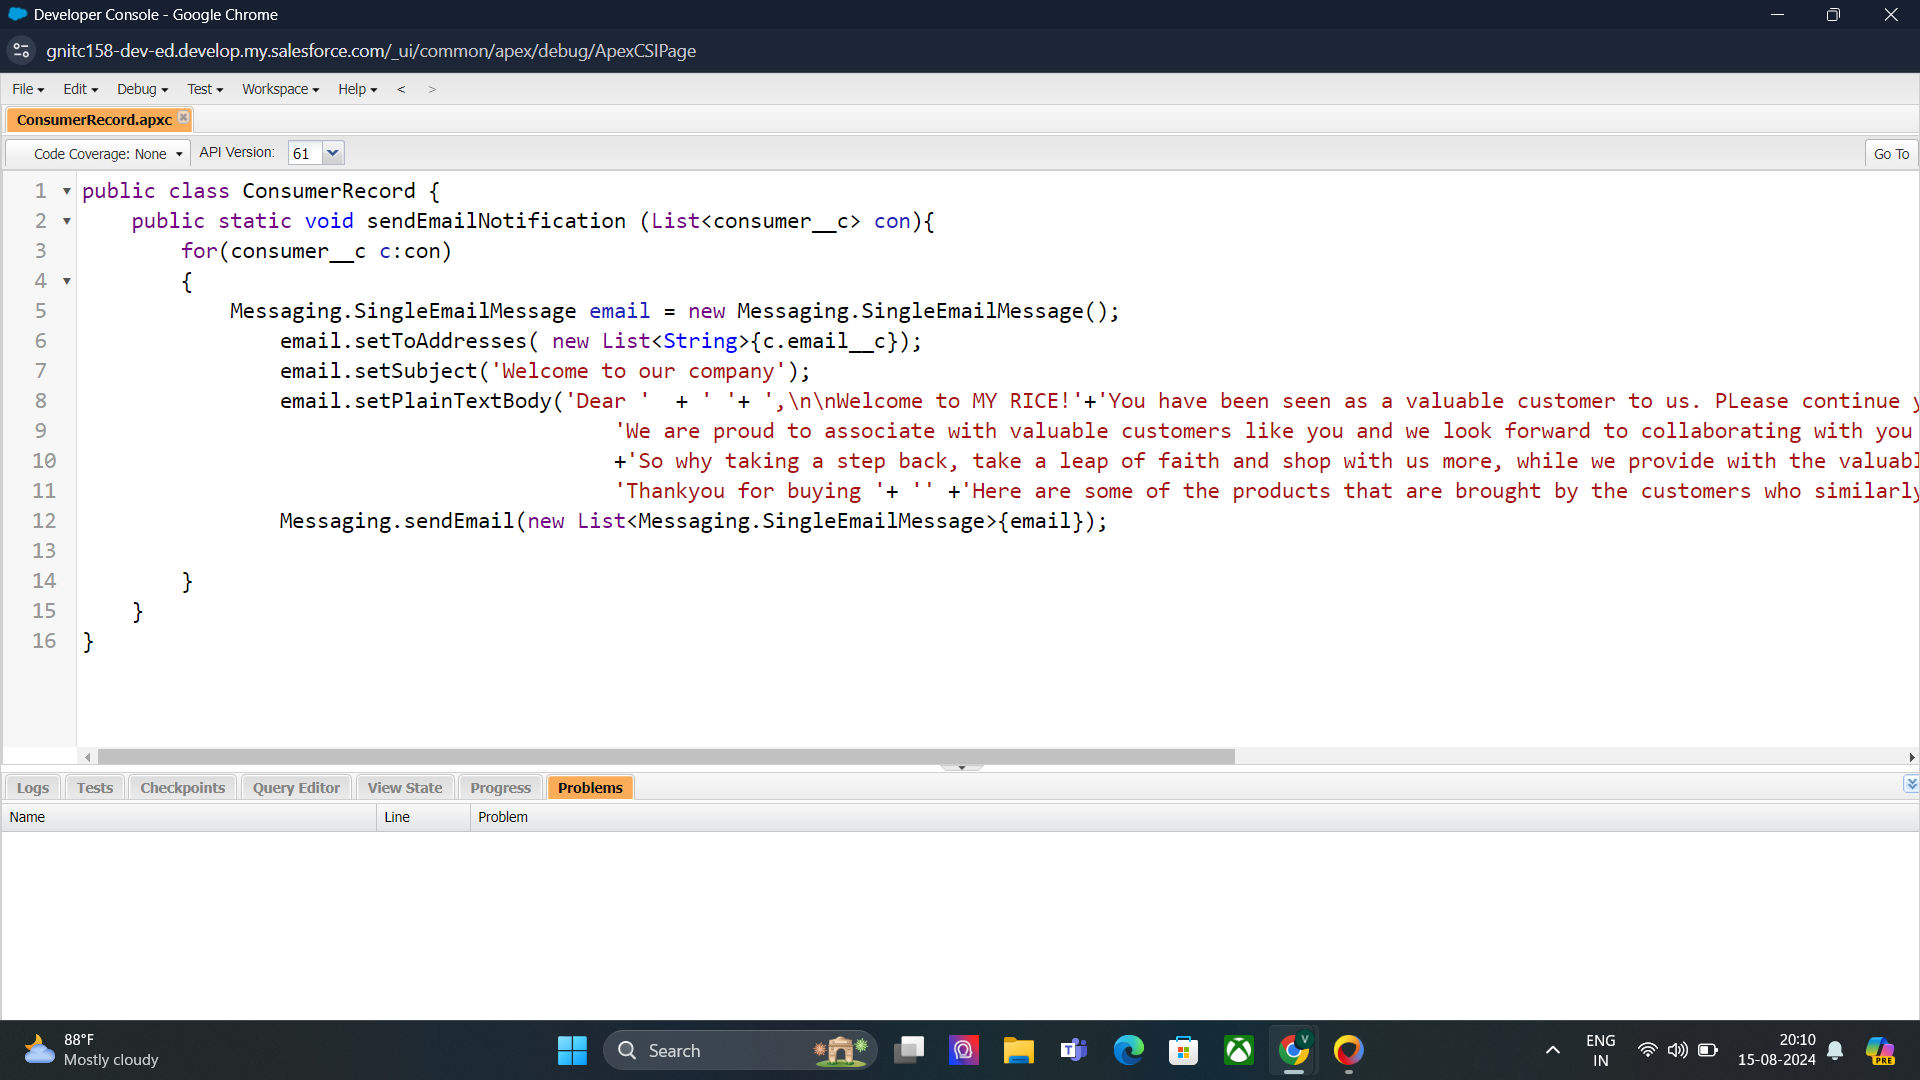 Developer Console - Google Chrome
gnitc158-dev-ed.develop.my.salesforce.com/_ui/common/apex/debug/ApexCSIPage
File Edit Debug Test Workspace Help < >
ConsumerRecord.apxc
Code Coverage: None API Version: 61 Go To
1 public class ConsumerRecord {
2 public static void sendEmailNotification (List<consumer__c> con){
3 for(consumer__c c:con)
4 {
5 Messaging.SingleEmailMessage email = new Messaging.SingleEmailMessage();
6 email.setToAddresses( new List<String>{c.email__c});
7 email.setSubject('Welcome to our company');
8 email.setPlainTextBody('Dear '  + ' '+ ',\n\nWelcome to MY RICE!'+'You have been seen as a valuable customer to us. PLease continue
9 'We are proud to associate with valuable customers like you and we look forward to collaborating with you
10 +'So why taking a step back, take a leap of faith and shop with us more, while we provide with the
11 'Thankyou for buying '+ '' +'Here are some of the products that are brought by the customers who similarly
12 Messaging.sendEmail(new List<Messaging.SingleEmailMessage>{email});
13
14 }
15 }
16 }
Logs Tests Checkpoints Query Editor View State Progress Problems
Name Line Problem
88°F
Mostly cloudy
Search
ENG
IN
20:10
15-08-2024
PRE